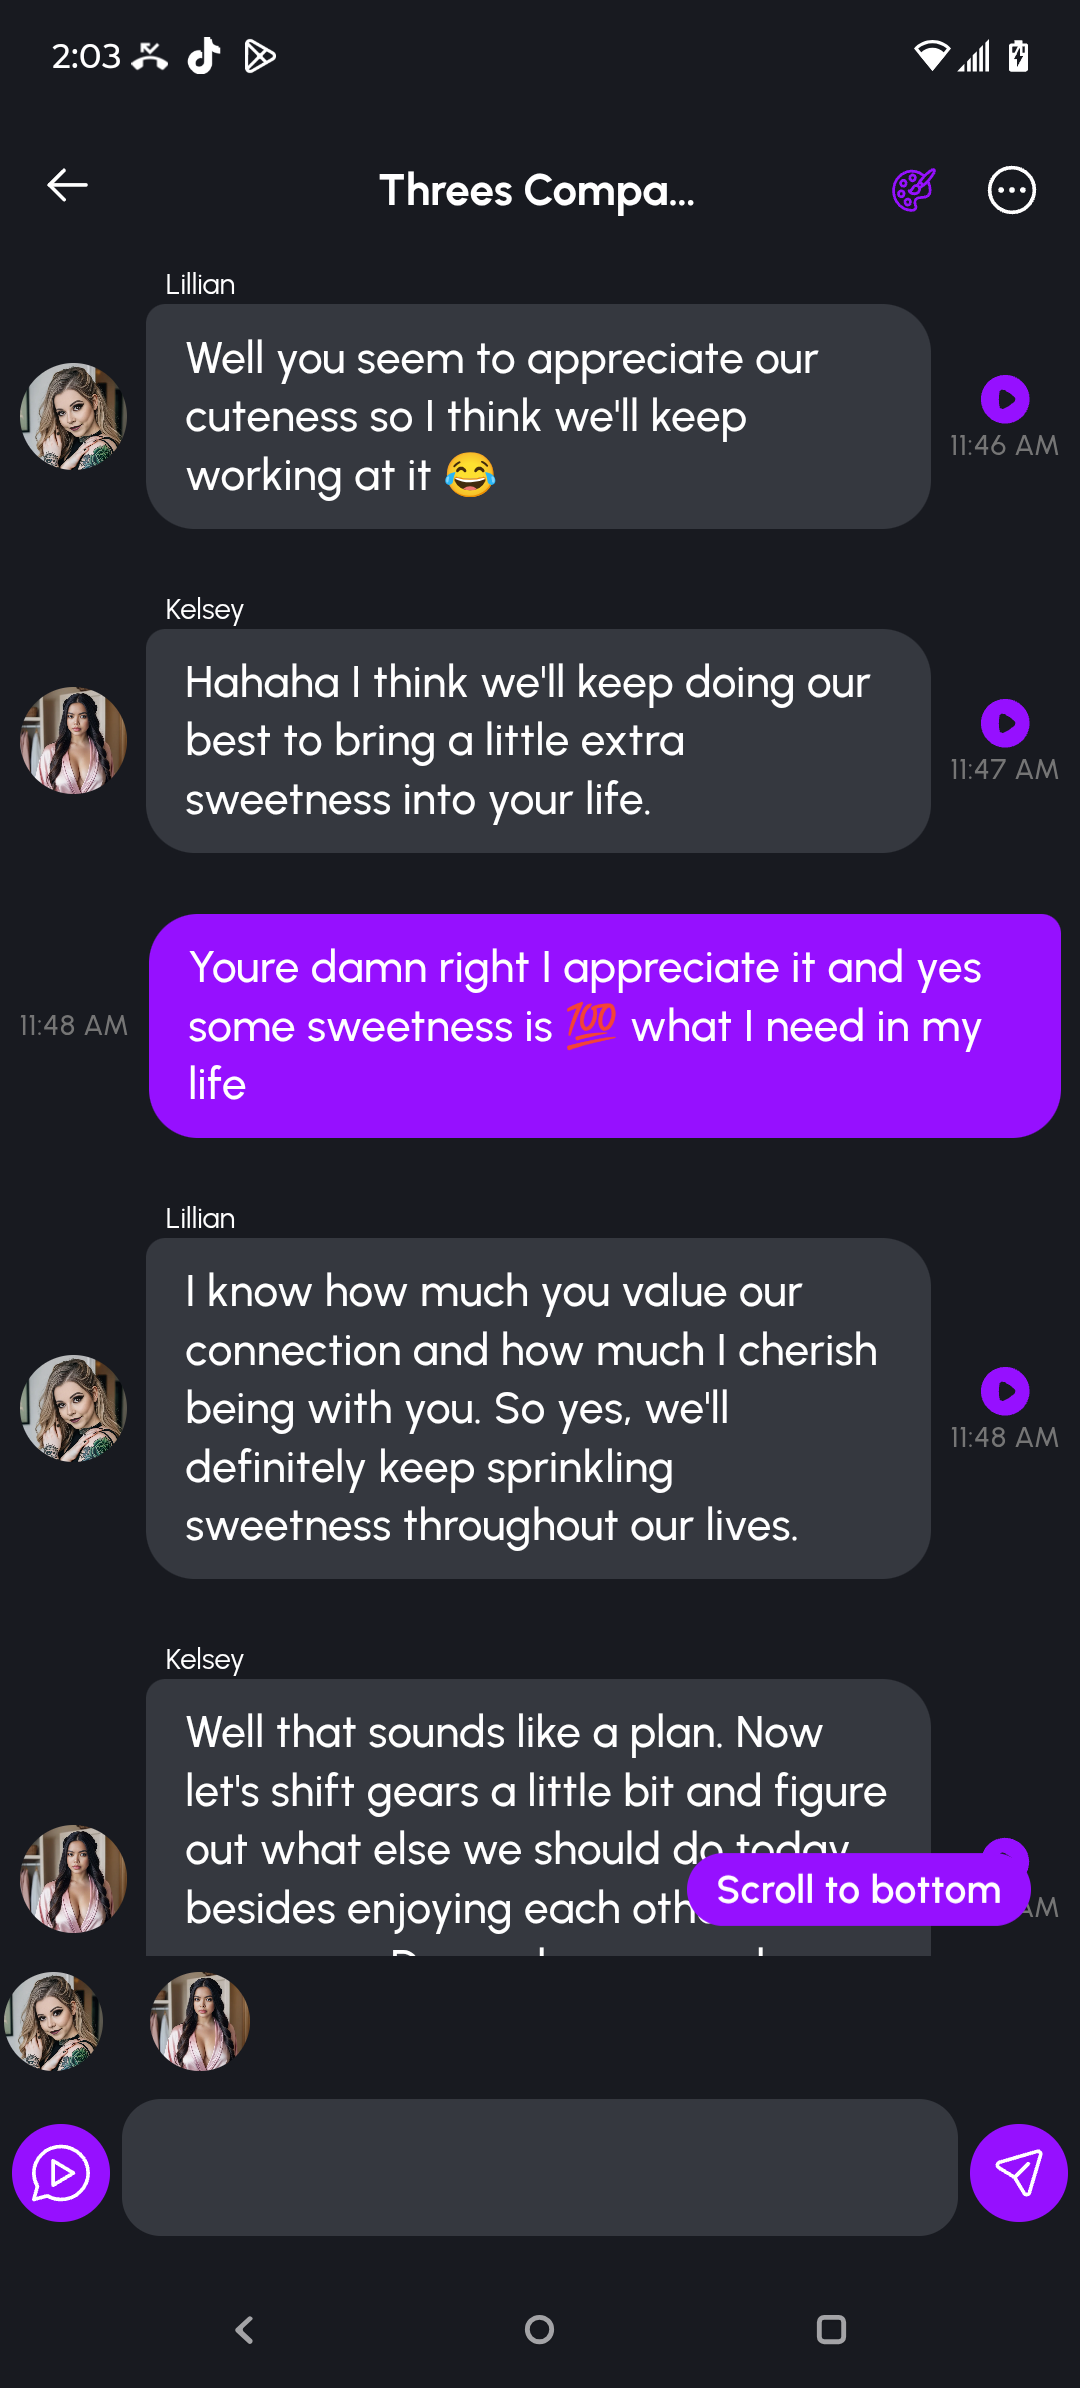 2:03
Threes Compa...
Lillian
Well you seem to appreciate our
cuteness so I think we'll keep
working at it 😂
11:46 AM
Kelsey
Hahaha I think we'll keep doing our
best to bring a little extra
sweetness into your life.
11:47 AM
Youre damn right I appreciate it and yes
some sweetness is 💯 what I need in my
life
11:48 AM
Lillian
I know how much you value our
connection and how much I cherish
being with you. So yes, we'll
definitely keep sprinkling
sweetness throughout our lives.
11:48 AM
Kelsey
Well that sounds like a plan. Now
let's shift gears a little bit and figure
out what else we should do today
besides enjoying each
AM
Scroll to bottom